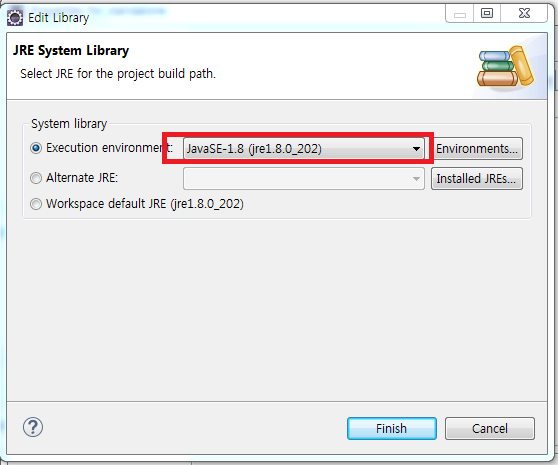 Edit Library
JRE System Library
Select JRE for the project build path.
System library
Execution environment: JavaSE-1.8 (jre1.8.0_202) Environments...
Alternate JRE: Installed JREs...
Workspace default JRE (jre1.8.0_202)
?
Finish Cancel